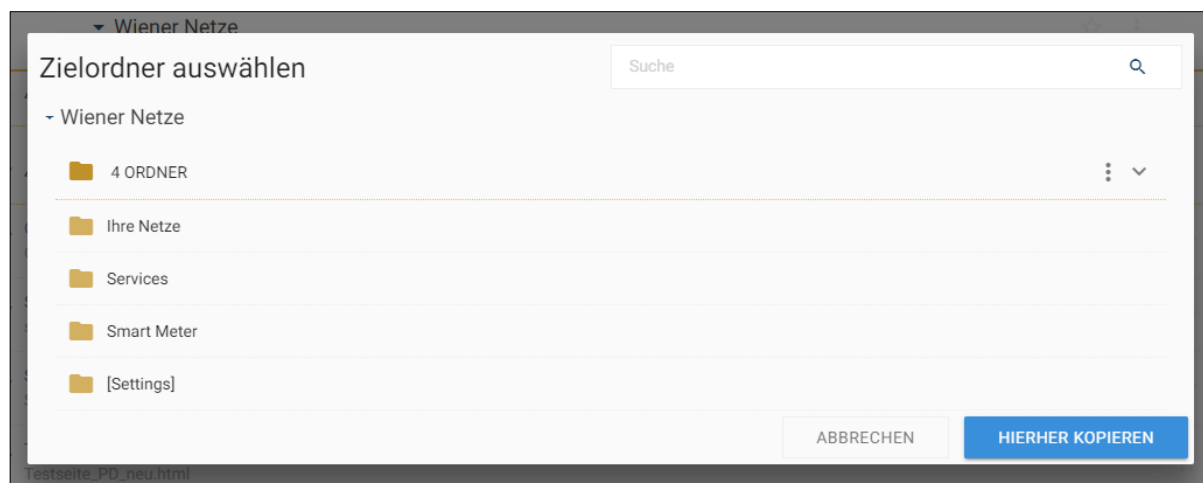 Wiener Netze
Zielordner auswählen
Suche
Wiener Netze
4 ORDNER
Ihre Netze
Services
Smart Meter
[Settings]
ABBRECHEN
HIERHER KOPIEREN
Testseite_PD_neu.html